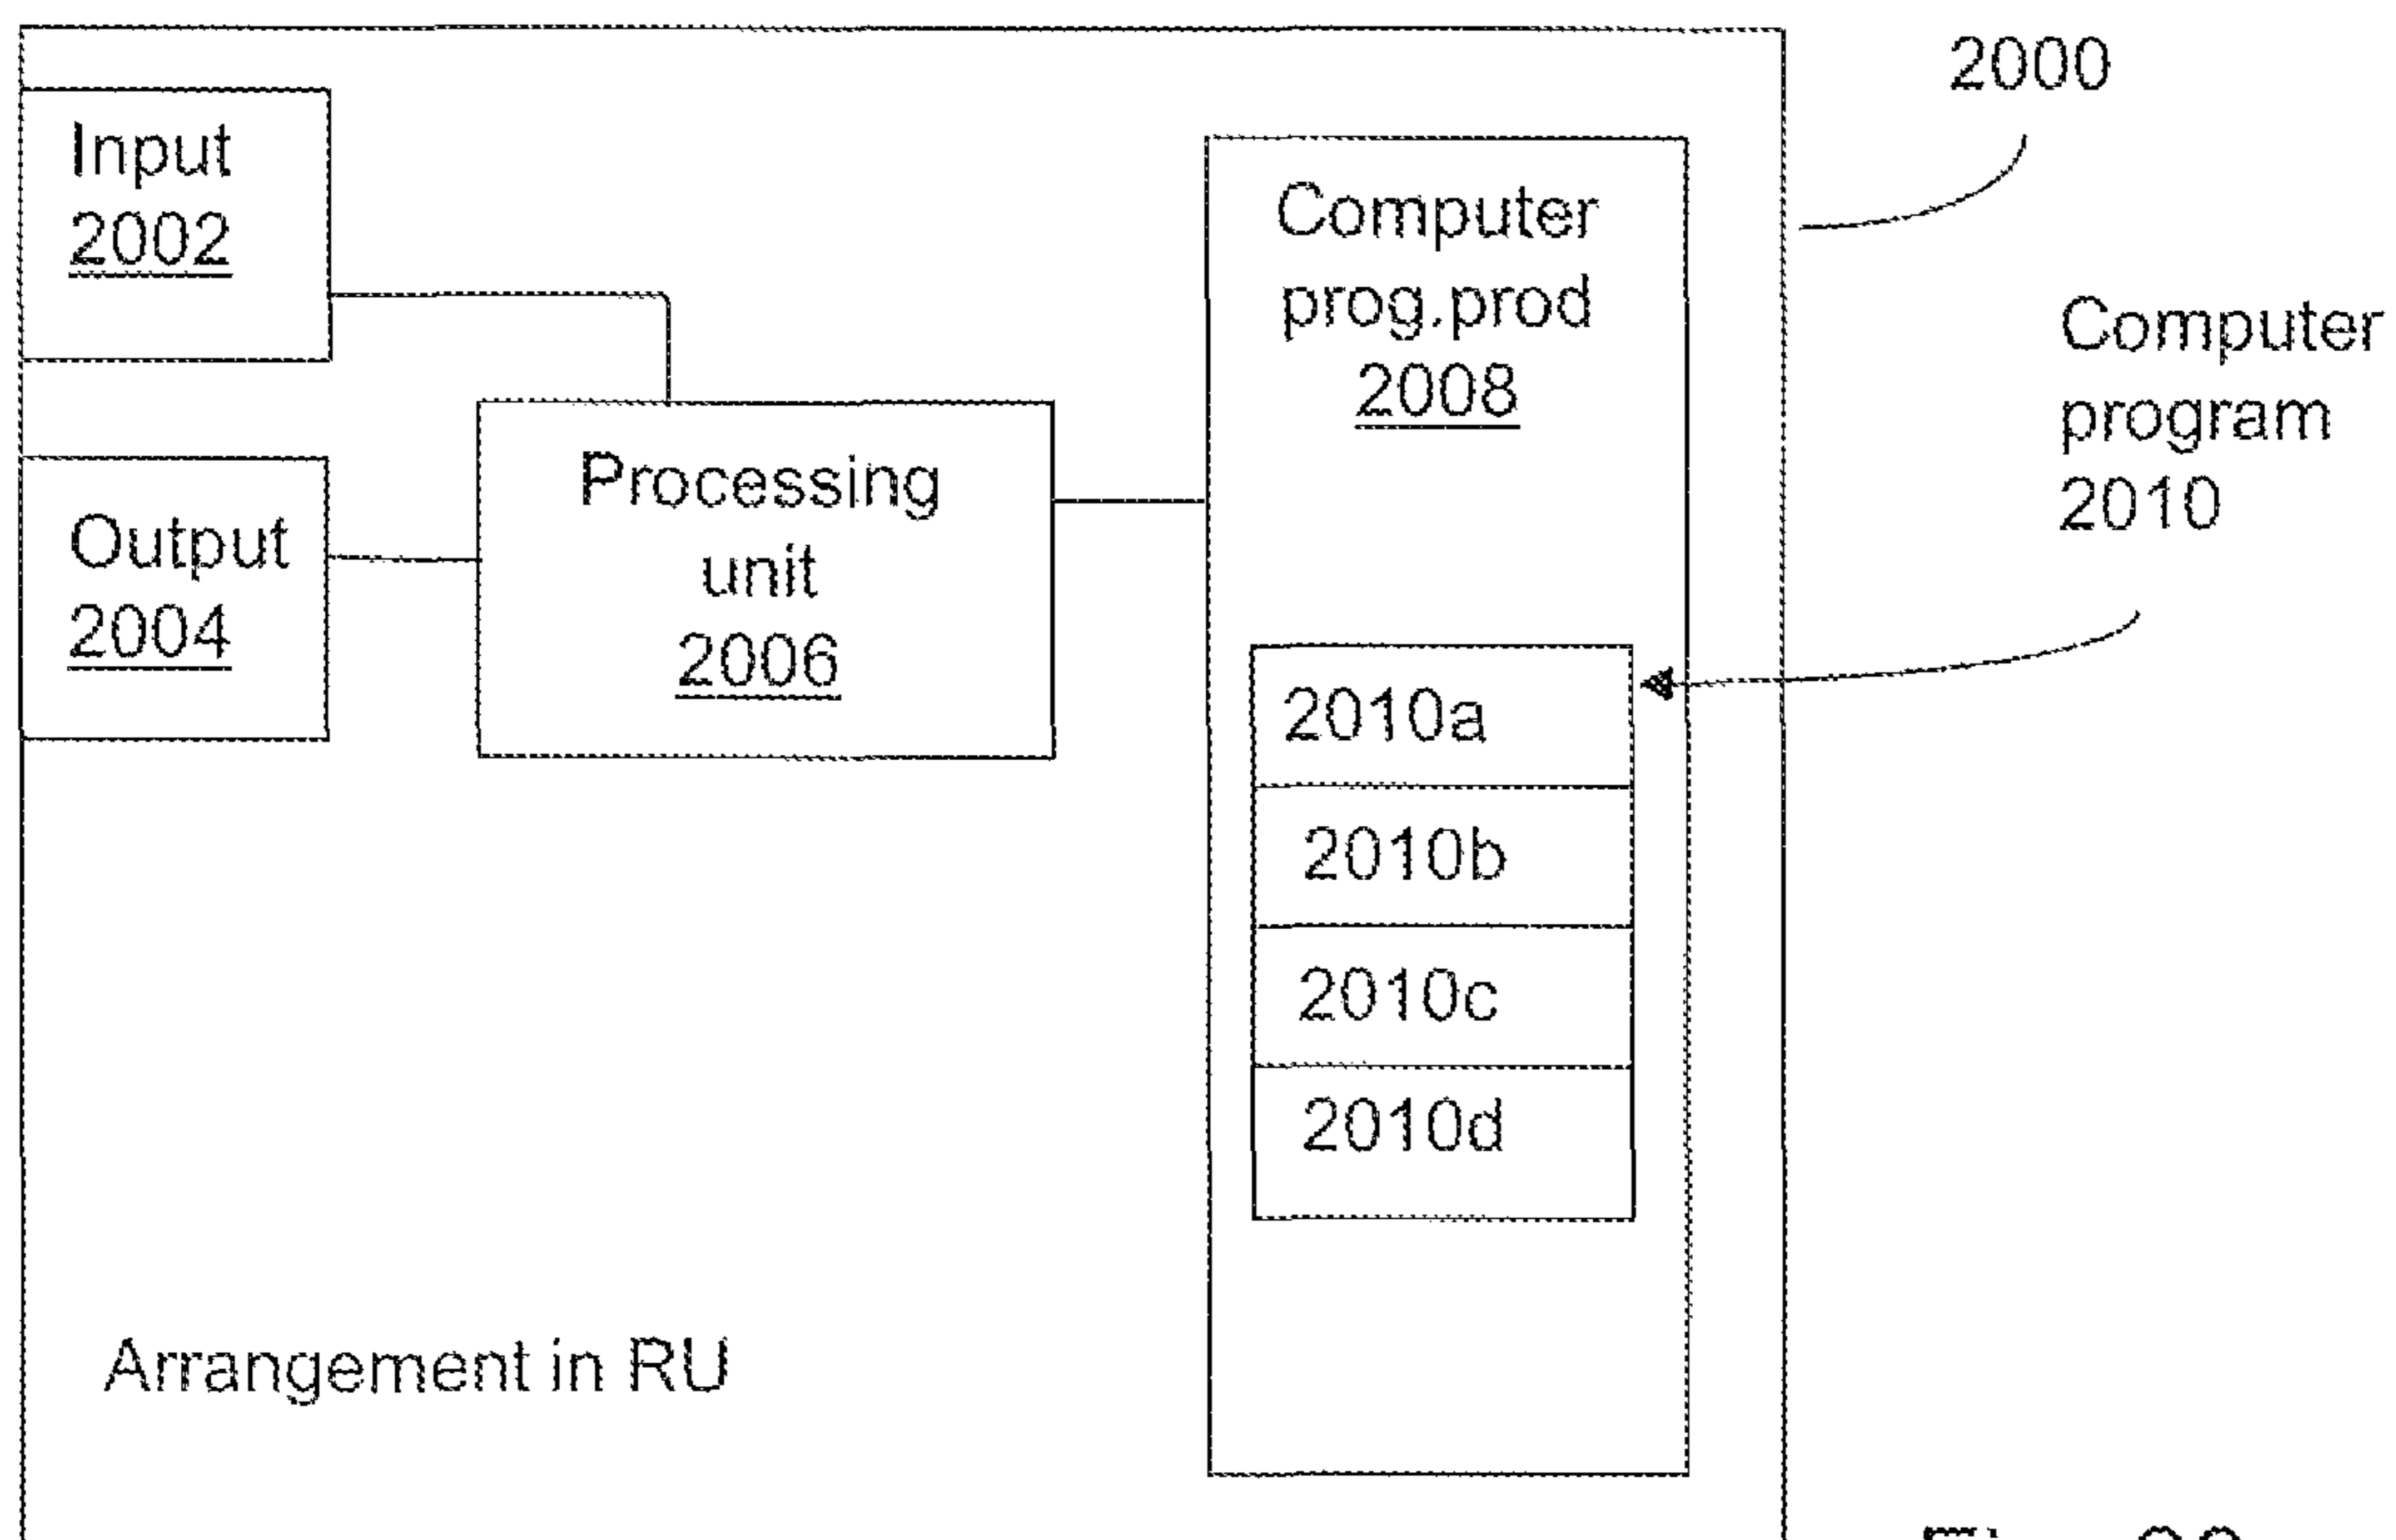 2000
Input
2002
Computer
prog.prod
2008
Computer
program
2010
Processing
unit
2006
Output
2004
2010a
2010b
2010c
2010d
Arrangement in RU